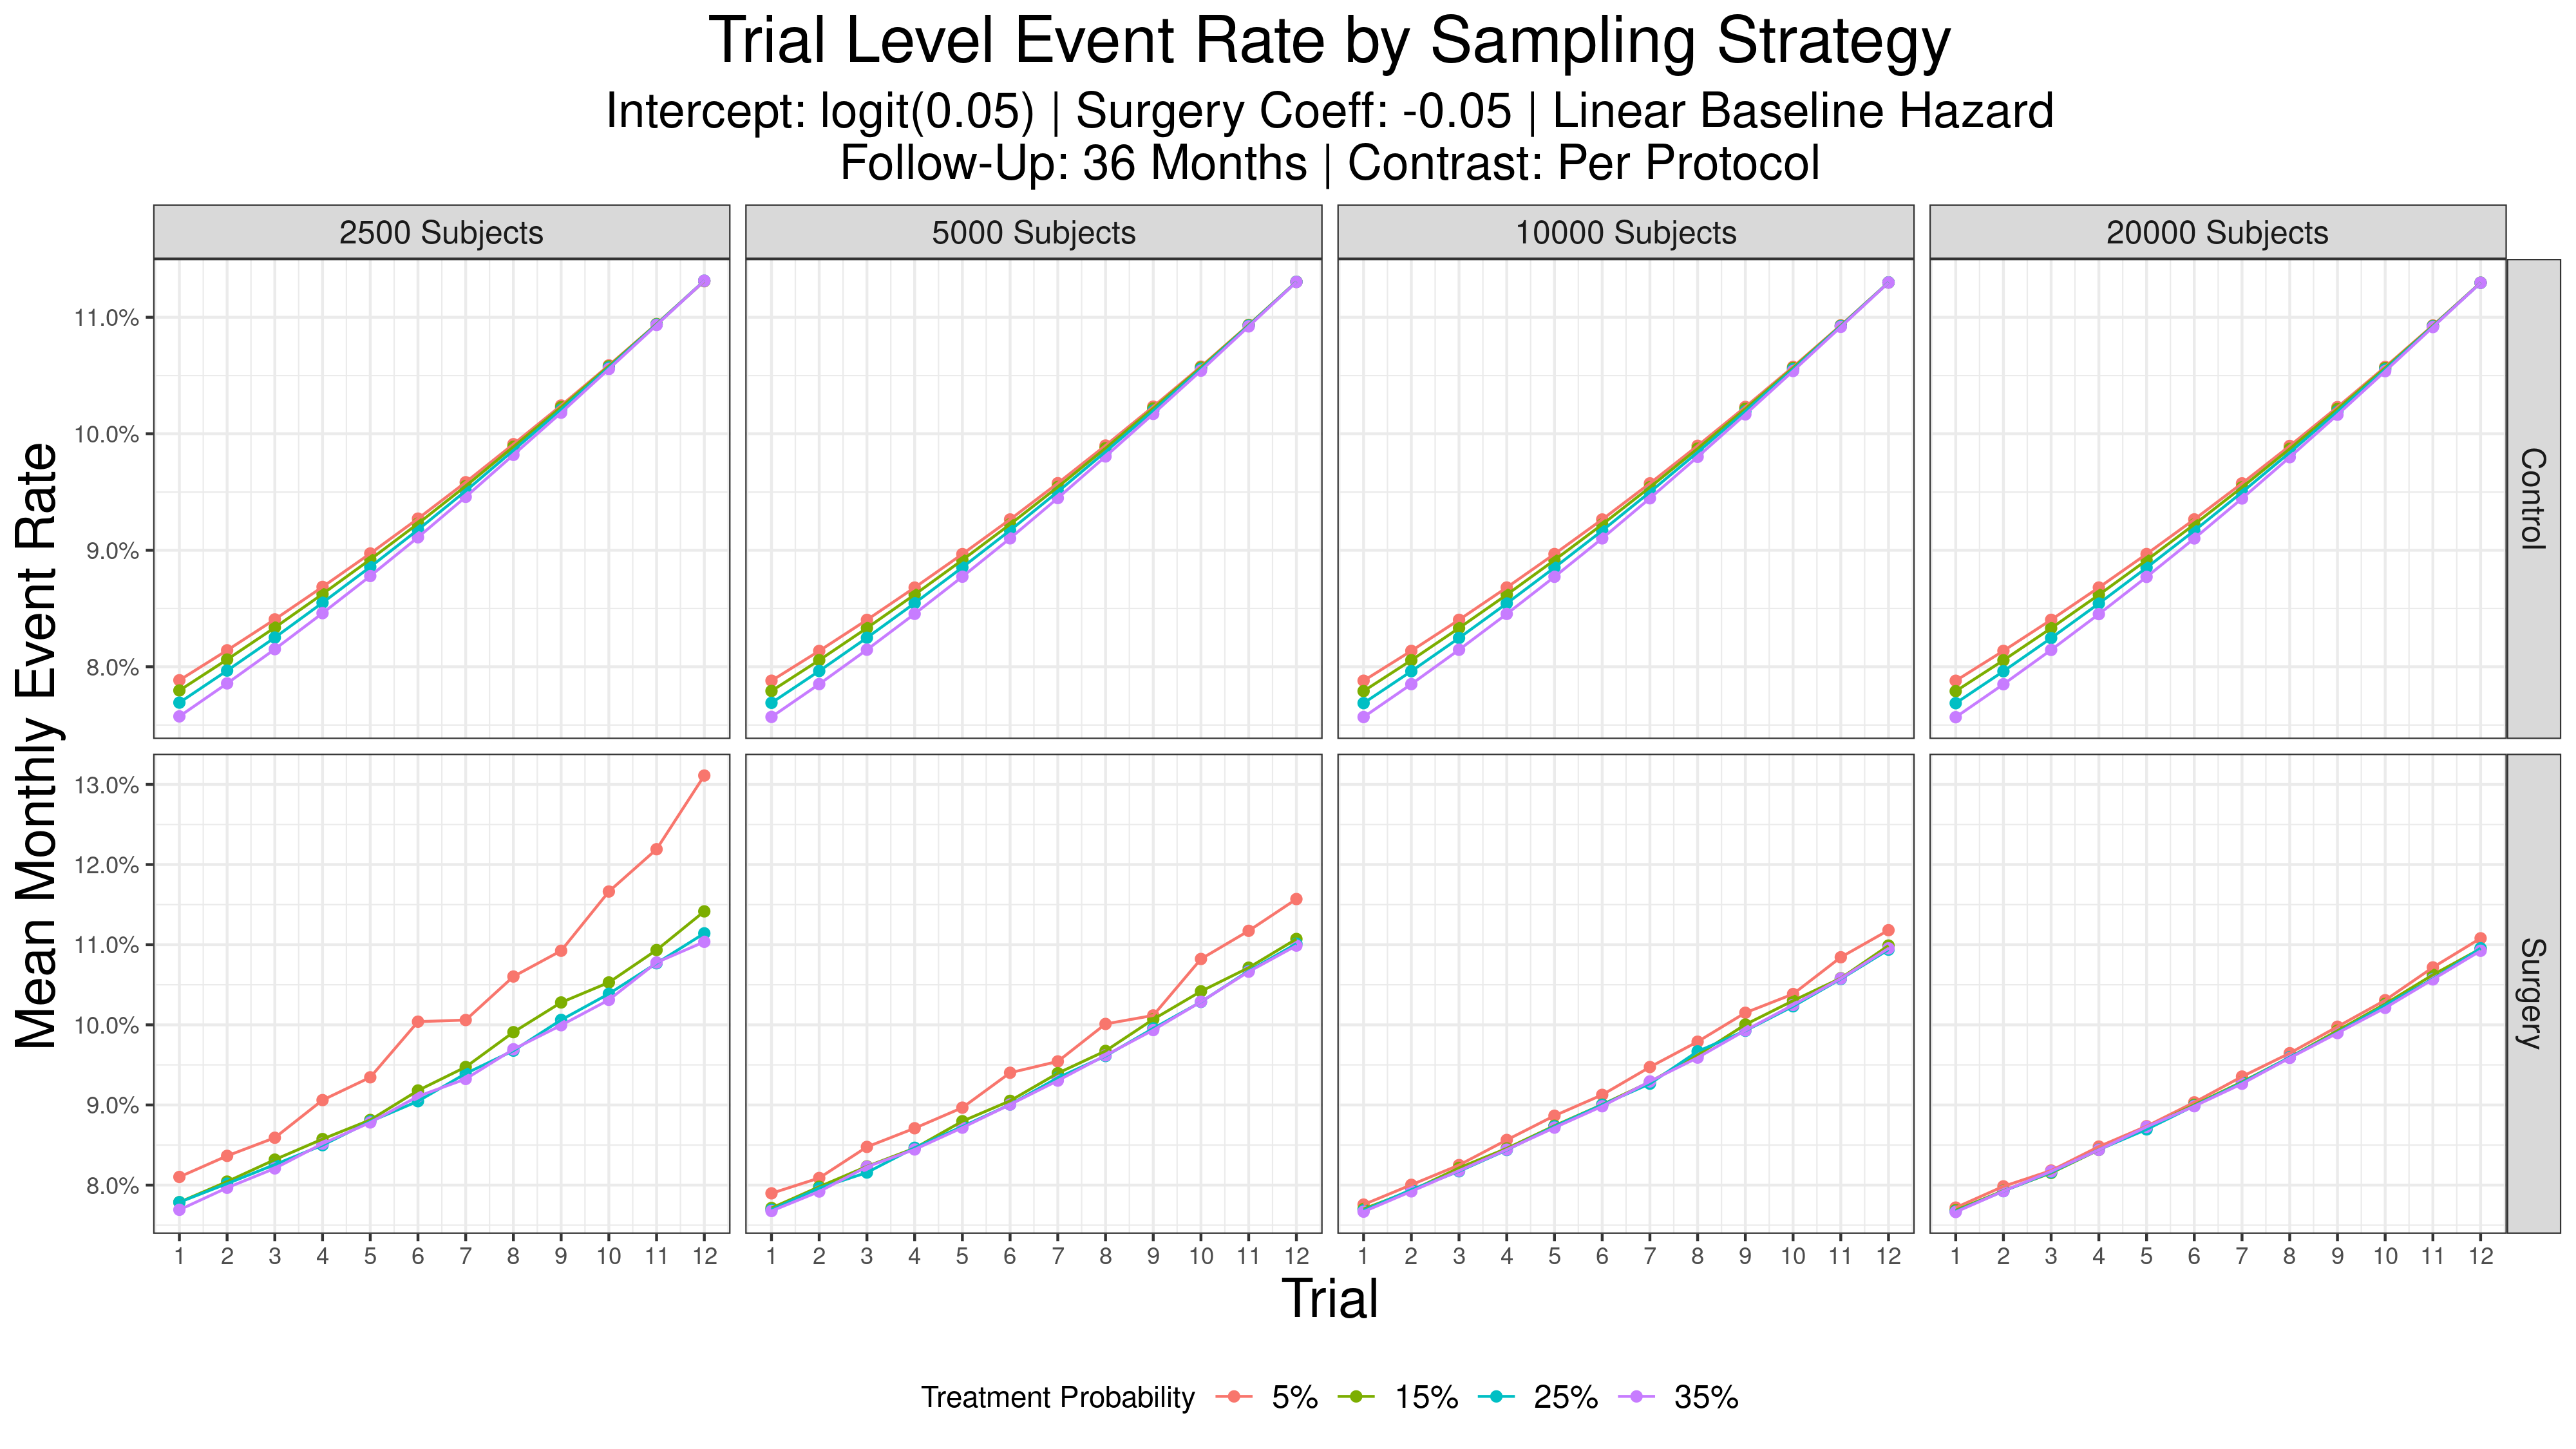 Trial Level Event Rate by Sampling Strategy
Intercept: logit(0.05) | Surgery Coeff: -0.05 | Linear Baseline Hazard
Follow-Up: 36 Months | Contrast: Per Protocol
2500 Subjects
5000 Subjects
10000 Subjects
20000 Subjects
Mean Monthly Event Rate
11.0%
10.0%
9.0%
8.0%
Control
13.0%
12.0%
11.0%
10.0%
9.0%
8.0%
Surgery
1 2 3 4 5 6 7 8 9 10 11 12
1 2 3 4 5 6 7 8 9 10 11 12
1 2 3 4 5 6 7 8 9 10 11 12
1 2 3 4 5 6 7 8 9 10 11 12
Trial
Treatment Probability 5% 15% 25% 35%